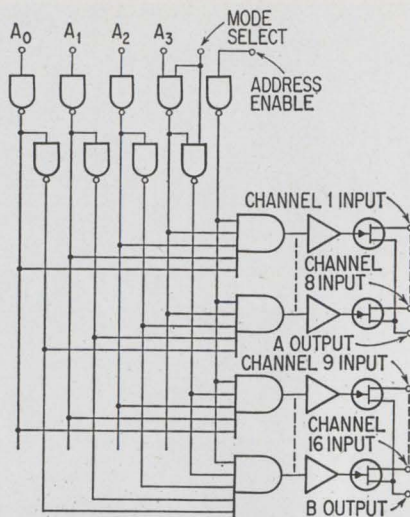 A0 A1 A2 A3
MODE
SELECT
ADDRESS
ENABLE
CHANNEL 1 INPUT
CHANNEL
8 INPUT
A OUTPUT
CHANNEL 9 INPUT
CHANNEL
16 INPUT
B OUTPUT